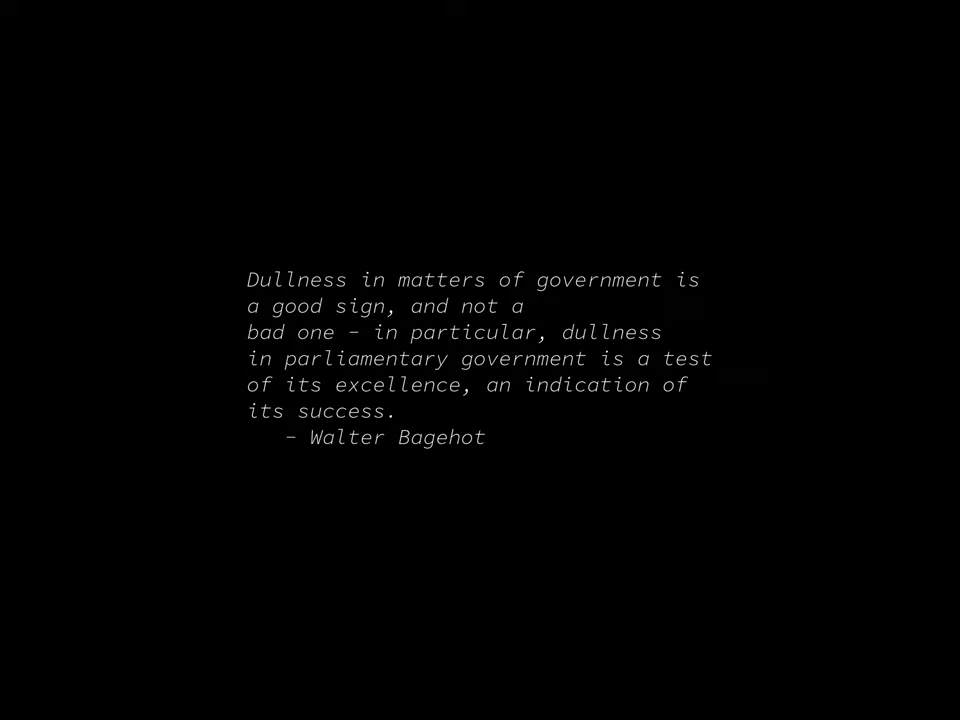 Dullness in matters of government is
a good sign, and not a
bad one - in particular, dullness
in parliamentary government is a test
of its excellence, an indication of
its success.
- Walter Bagehot